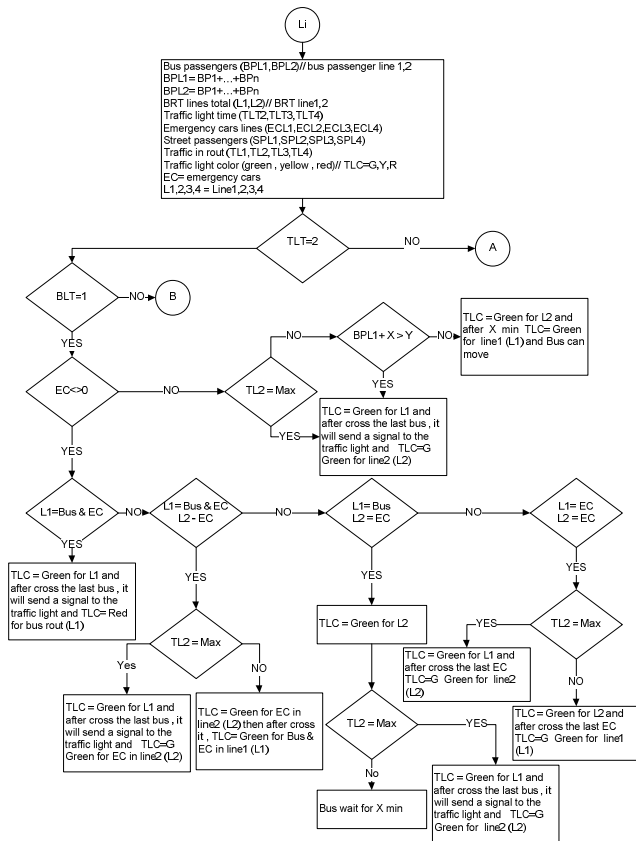 Li
Bus passengers (BPL1,BPL2)// bus passenger line 1,2
BPL1= BP1+...+BPn
BPL2= BP1+...+BPn
BRT lines total (L1,L2)// BRT line1,2
Traffic light time (TLT2,TLT3,TLT4)
Emergency cars lines (ECL1,ECL2,ECL3,ECL4)
Street passengers (SPL1,SPL2,SPL3,SPL4)
Traffic in rout (TL1,TL2,TL3,TL4)
Traffic light color (green , yellow , red)// TLC=G,Y,R
EC= emergency cars
L1,2,3,4 = Line1,2,3,4
TLT=2
NO
A
BLT=1
NO
B
YES
EC<>0
NO
TL2 = Max
NO
BPL1+ X > Y
NO
TLC = Green for L2 and
after X min TLC= Green
for line1 (L1) and Bus can
move
YES
YES
TLC = Green for L1 and
after cross the last bus , it
will send a signal to the
traffic light and TLC=G
Green for line2 (L2)
YES
L1=Bus & EC
NO
L1= Bus & EC
L2 - EC
NO
L1= Bus
L2 = EC
NO
L1= EC
L2 = EC
YES
TLC = Green for L1 and
after cross the last bus , it
will send a signal to the
traffic light and TLC= Red
for bus rout (L1)
YES
TL2 = Max
Yes
NO
TLC = Green for L1 and
after cross the last bus , it
will send a signal to the
traffic light and TLC=G
Green for EC in line2 (L2)
TLC = Green for EC in
line2 (L2) then after cross
it , TLC= Green for Bus &
EC in line1 (L1)
YES
TLC = Green for L2
TL2 = Max
YES
No
Bus wait for X min
TLC = Green for L1 and
after cross the last bus , it
will send a signal to the
traffic light and TLC=G
Green for line2 (L2)
YES
TL2 = Max
YES
TLC = Green for L1 and
after cross the last EC
TLC=G Green for line2
(L2)
NO
TLC = Green for L2 and
after cross the last EC
TLC=G Green for line1
(L1)